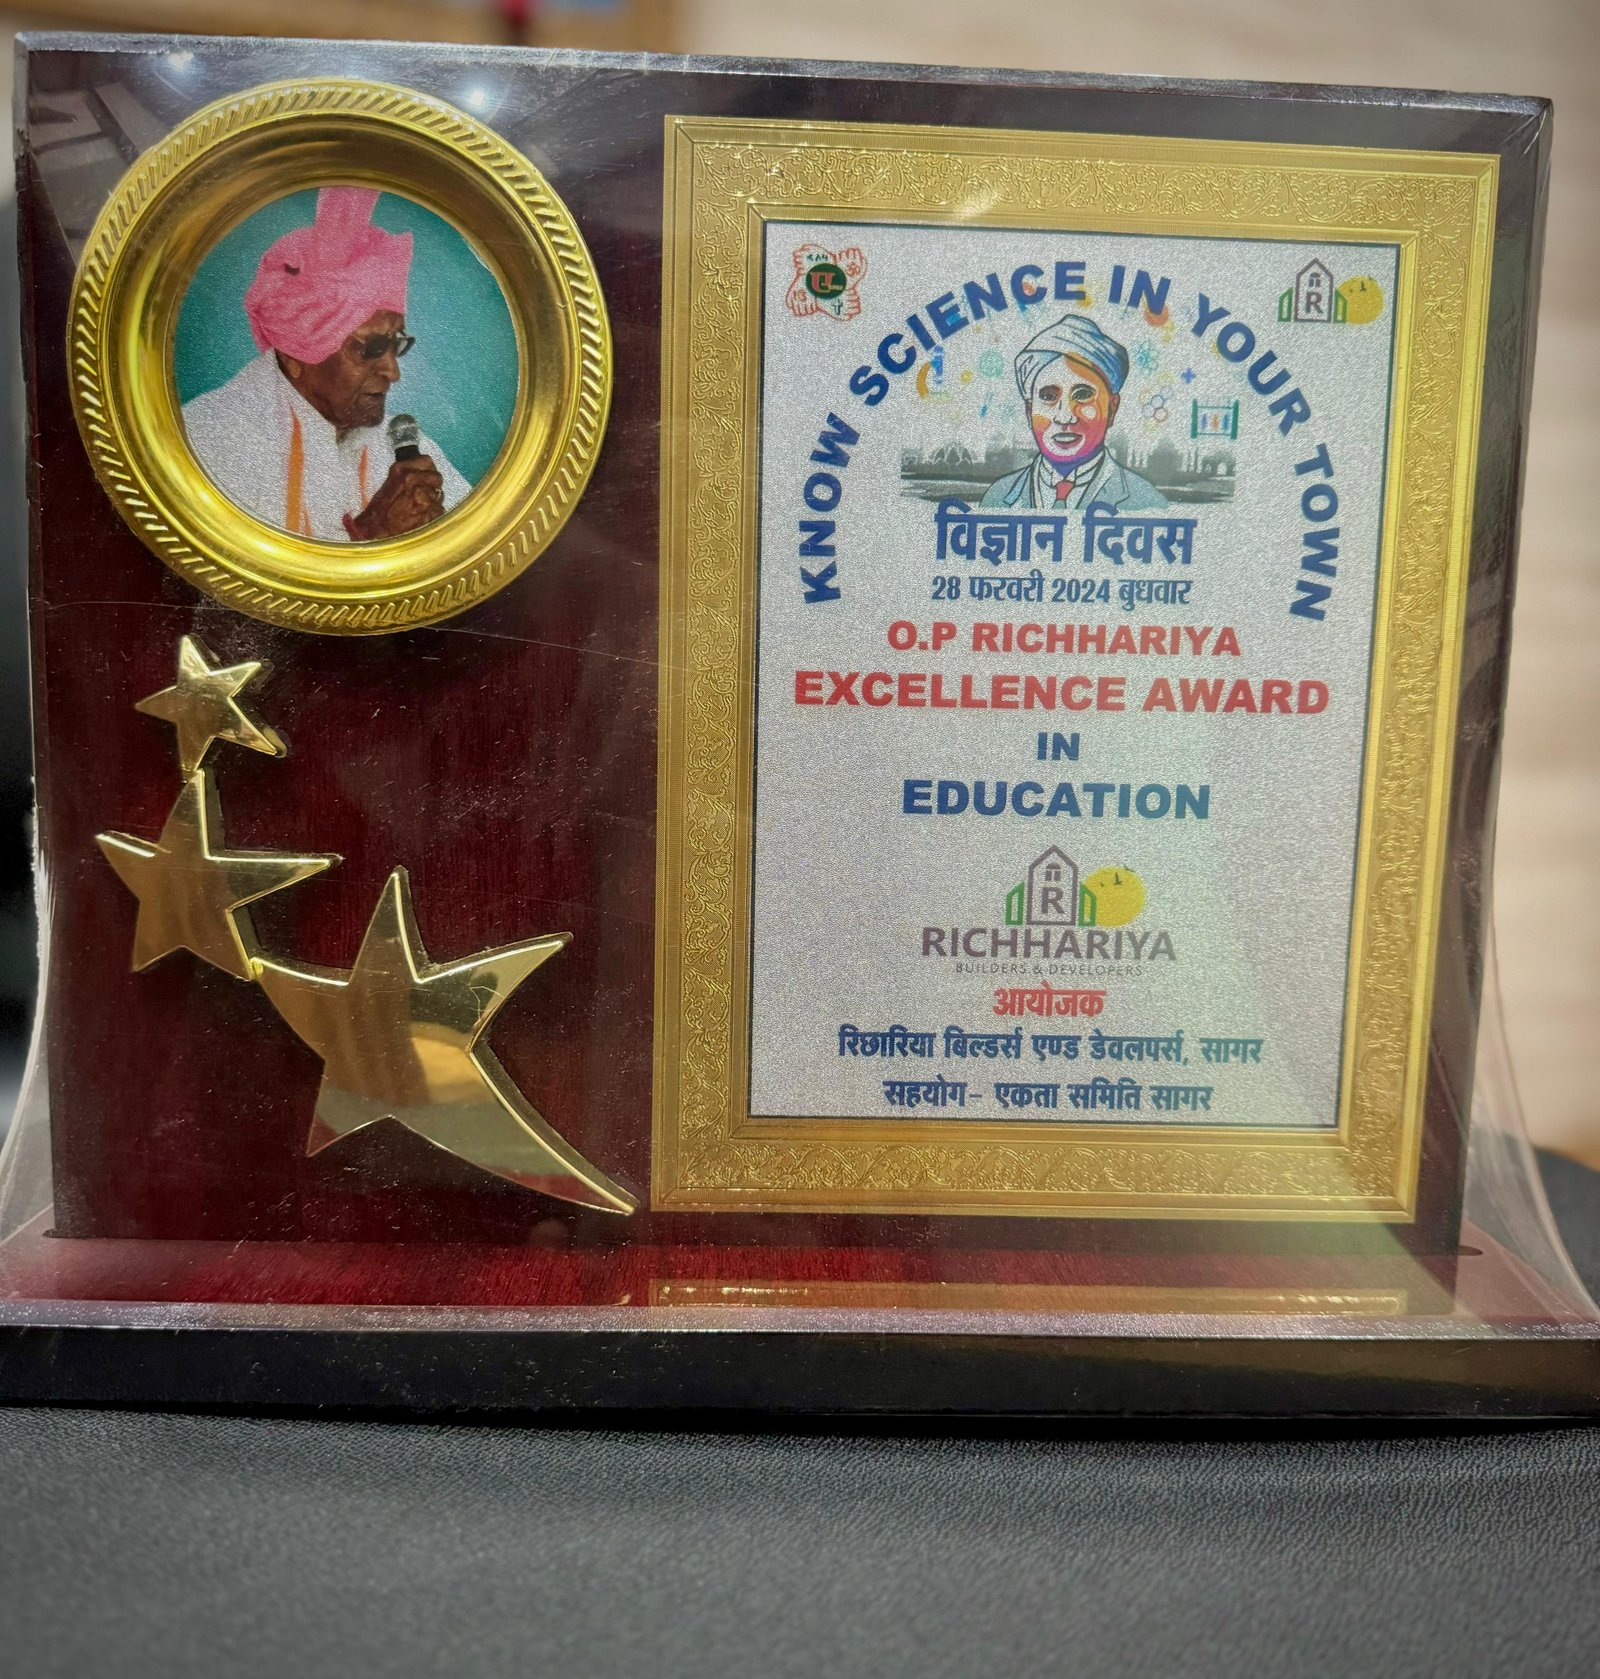 KNOW SCIENCE IN YOUR TOWN
विज्ञान दिवस
28 फरवरी 2024 बुधवार
O.P RICHHARIYA
EXCELLENCE AWARD
IN
EDUCATION
R
RICHHARIYA
BUILDERS & DEVELOPERS
आयोजक
रिछारिया बिल्डर्स एण्ड डेवलपर्स, सागर
सहयोग- एकता समिति सागर